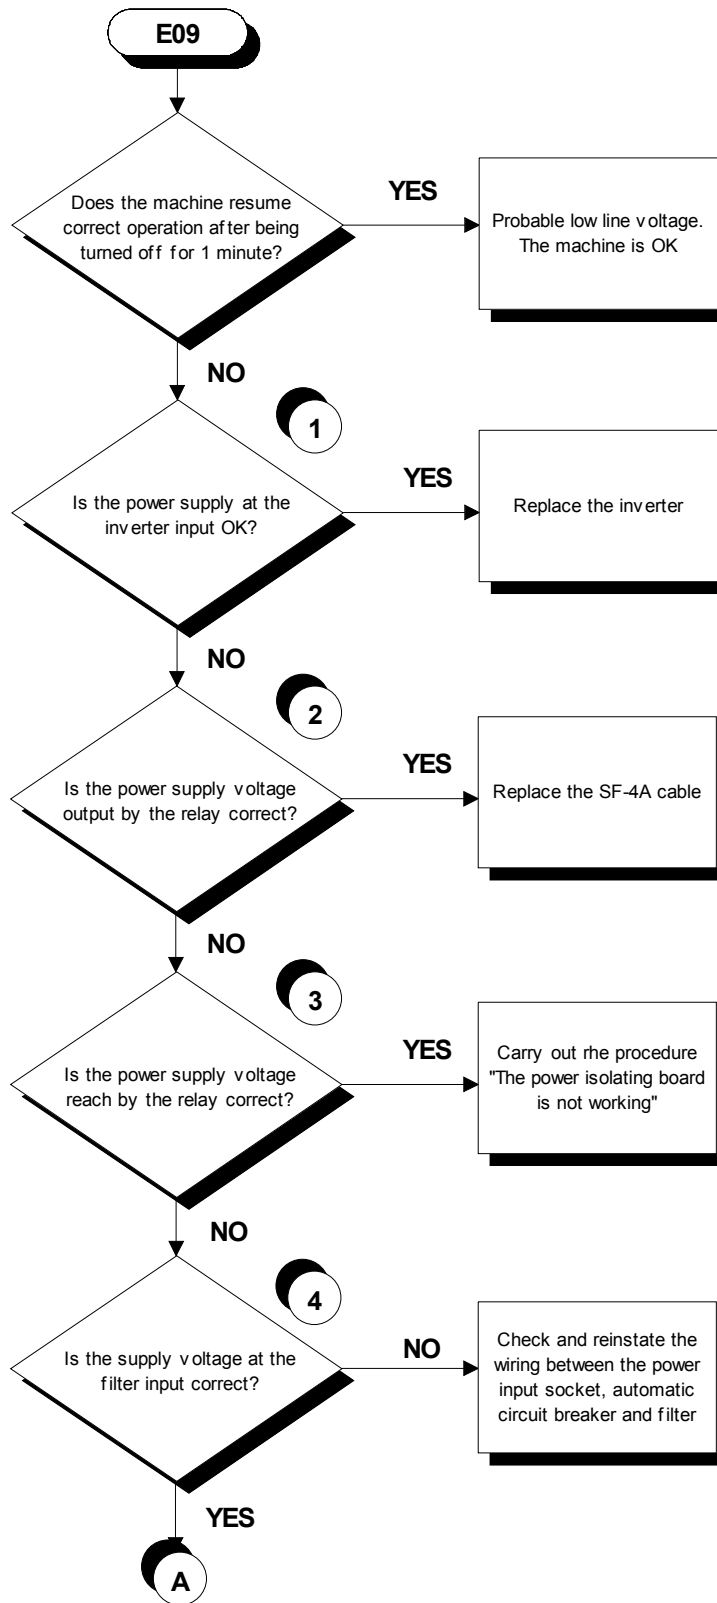 E09
Does the machine resume
correct operation after being
turned off for 1 minute?
YES
Probable low line voltage.
The machine is OK
NO
1
Is the power supply at the
inverter input OK?
YES
Replace the inverter
NO
2
Is the power supply voltage
output by the relay correct?
YES
Replace the SF-4A cable
NO
3
Is the power supply voltage
reach by the relay correct?
YES
Carry out rhe procedure
"The power isolating board
is not working"
NO
4
Is the supply voltage at the
filter input correct?
NO
Check and reinstate the
wiring between the power
input socket, automatic
circuit breaker and filter
YES
A